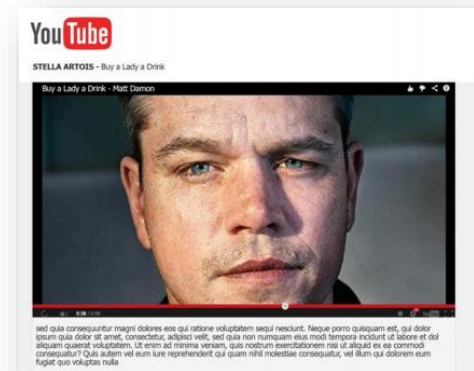 YouTube
STELLA ARTOIS - Buy a Lady a Drink
Buy a Lady a Drink - Matt Damon
0:38 / 0:38
sed quia consequuntur magni dolores eos qui ratione voluptatem sequi nesciunt. Neque porro quisquam est, qui dolor
ipsum quia dolor sit amet, consectetur, adipisci velit, sed quia non numquam eius modi tempora incidunt ut labore et dol
aliquam quaerat voluptatem. Ut enim ad minima veniam, quis nostrum exercitationem nisi ut aliquid ex ea commodi
consequatur? Quis autem vel eum iure reprehenderit qui quam nihil molestiae consequatur, vel illum qui dolorem eum
fugiat quo voluptas nulla